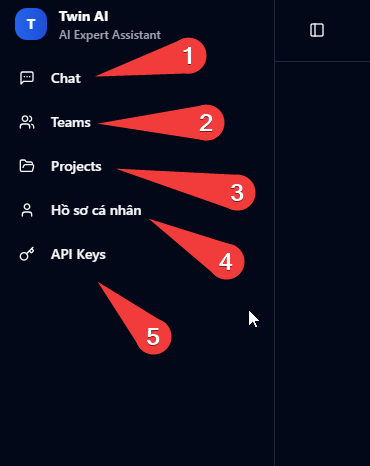 T
Twin AI
AI Expert Assistant
1
Chat
2
Teams
Projects
3
Hồ sơ cá nhân
4
API Keys
5